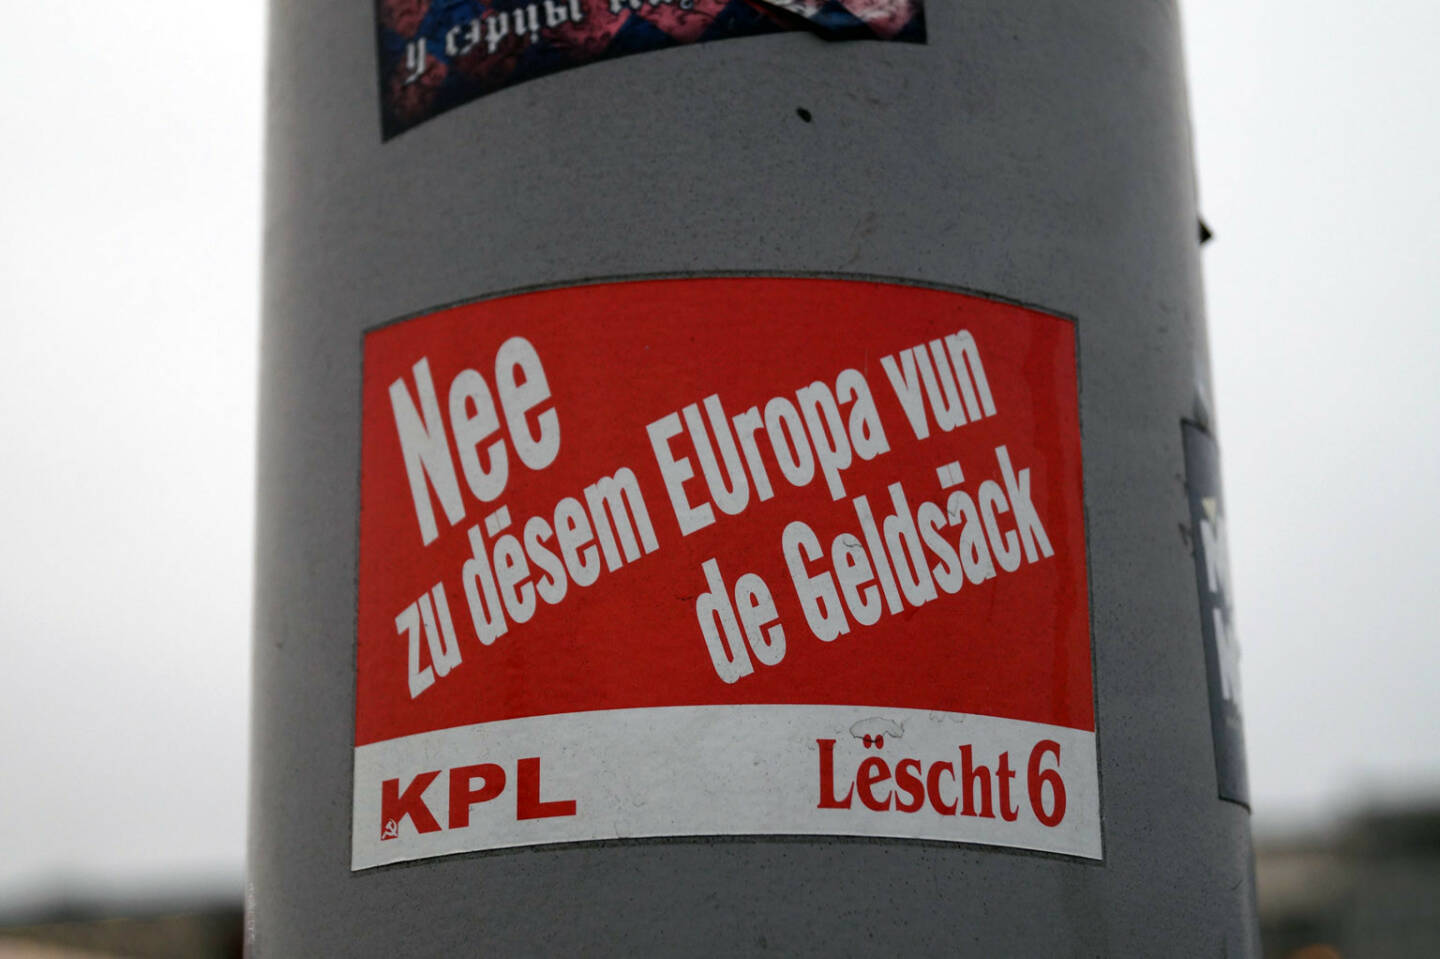 Nee
zu dësem EUropa vun
de Geldsäck
KPL
Lëscht 6